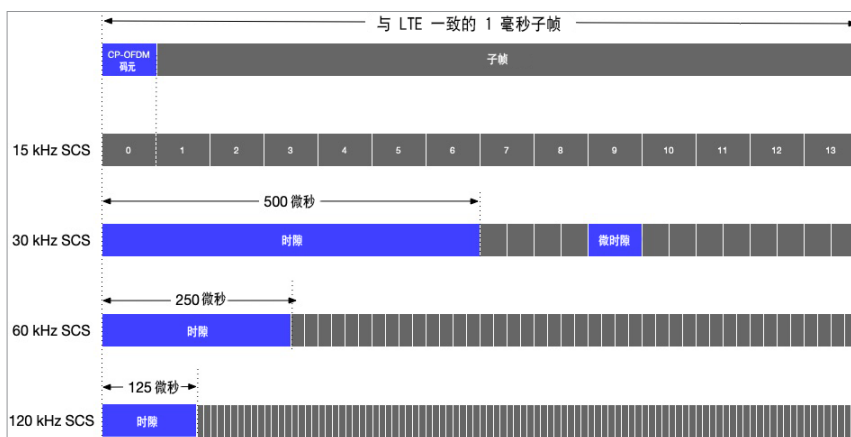 与 LTE 一致的 1 毫秒子帧
CP-OFDM
码元
子帧
15 kHz SCS
0 1 2 3 4 5 6 7 8 9 10 11 12 13
500 微秒
30 kHz SCS
时隙
微时隙
250 微秒
60 kHz SCS
时隙
125 微秒
120 kHz SCS
时隙